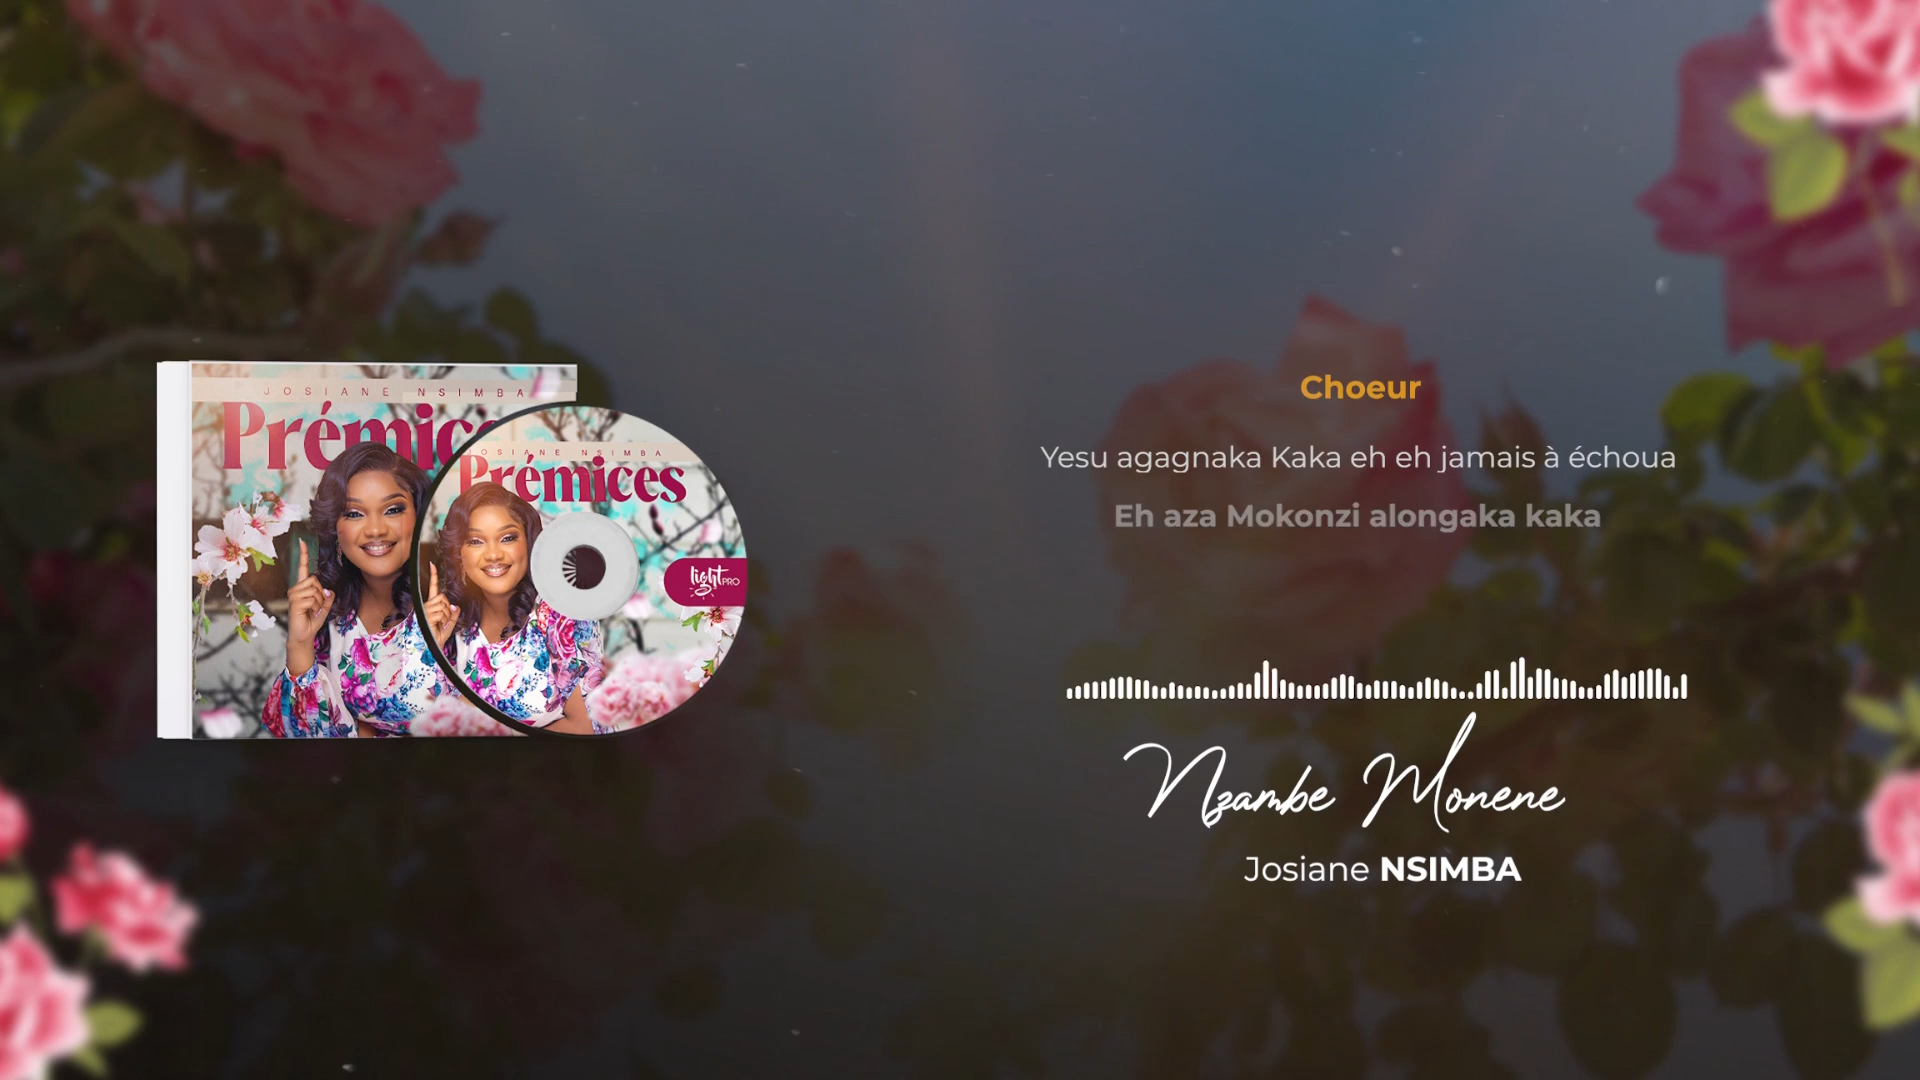 JOSIANE NSIMBA
Prémic
JOSIANE NSIMBA
Prémices
light PRO
Choeur
Yesu agagnaka Kaka eh eh jamais à échoua
Eh aza Mokonzi alongaka kaka
Nzambe Monene
Josiane NSIMBA